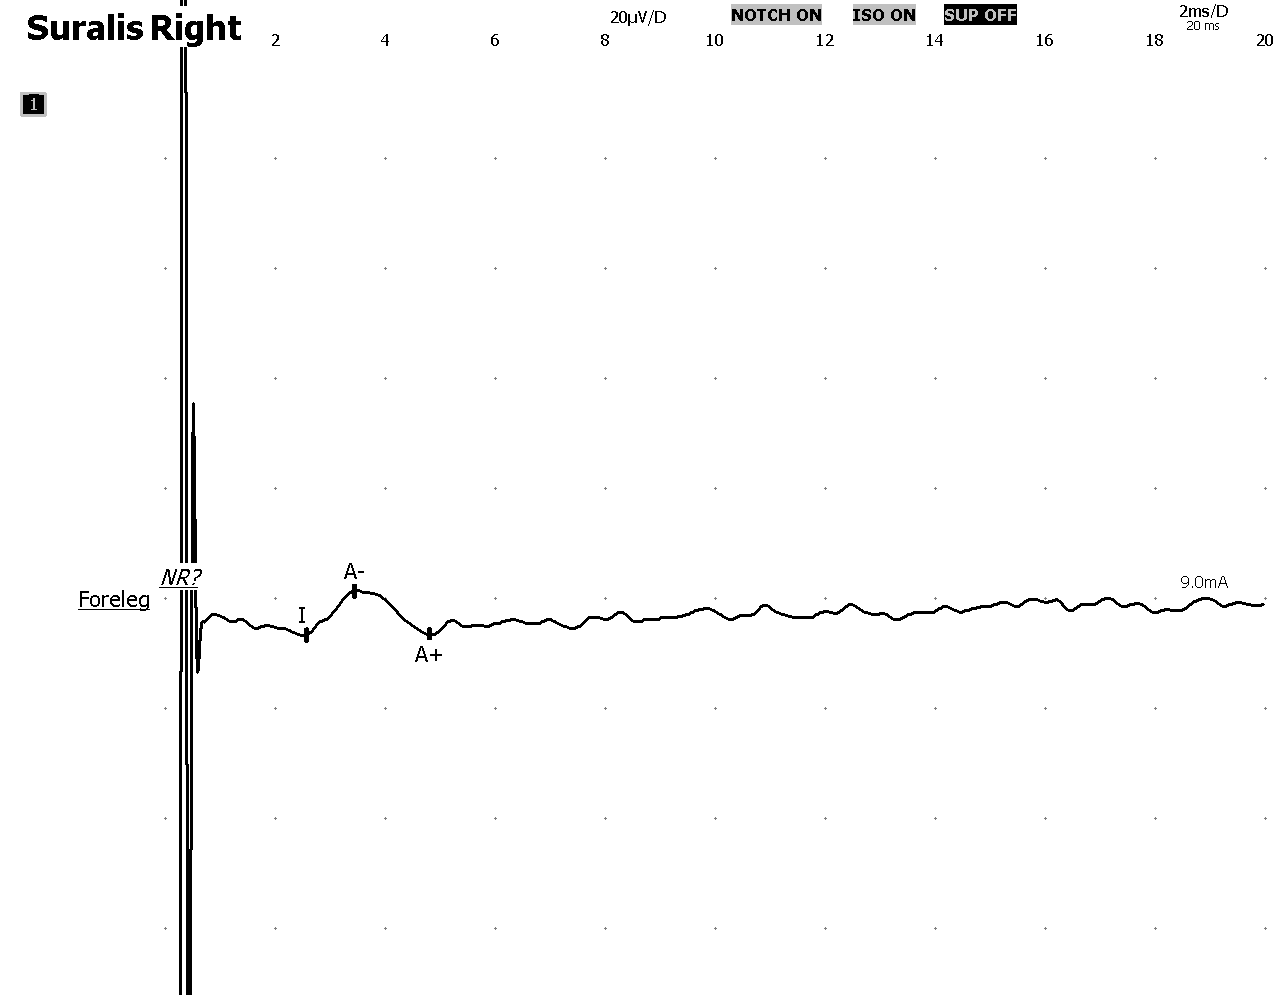 Suralis Right
20µV/D
NOTCH ON
ISO ON
SUP OFF
2ms/D
20 ms
2
4
6
8
10
12
14
16
18
20
1
A-
NR?
9.0mA
Foreleg
I
A+